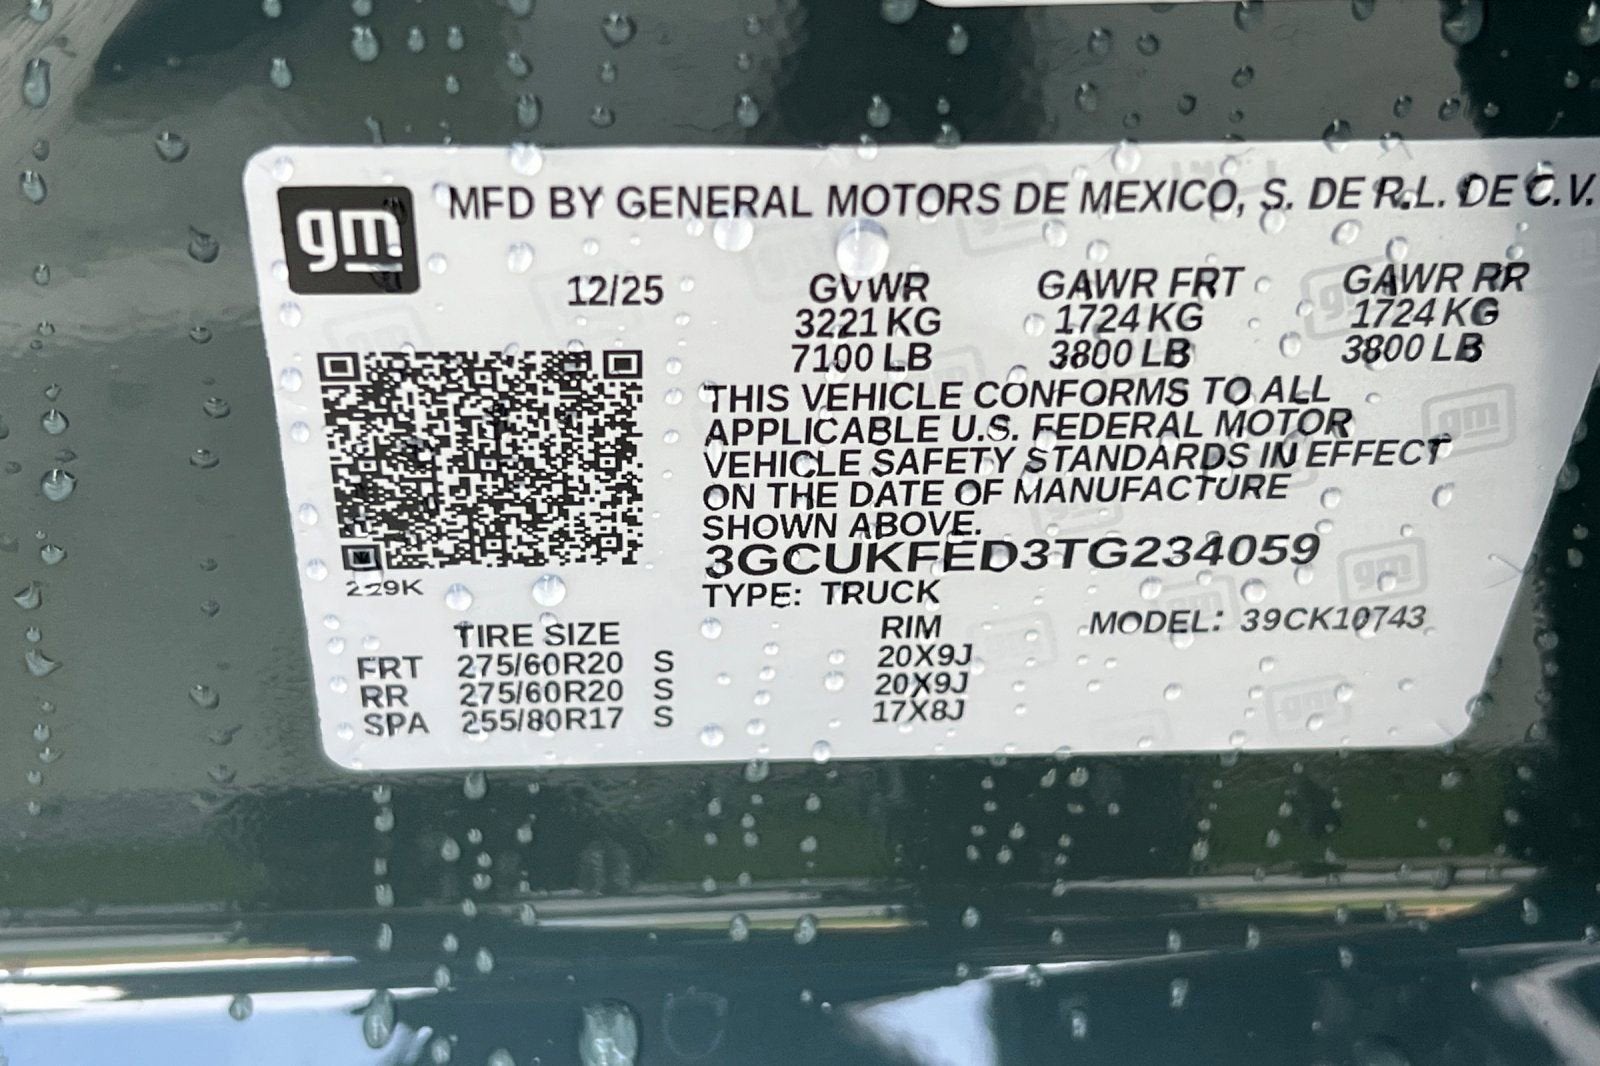 gm MFD BY GENERAL MOTORS DE MEXICO, S. DE R.L. DE C.V.
12/25 GVWR GAWR FRT GAWR RR
3221 KG 1724 KG 1724 KG
7100 LB 3800 LB 3800 LB
THIS VEHICLE CONFORMS TO ALL
APPLICABLE U.S. FEDERAL MOTOR
VEHICLE SAFETY STANDARDS IN EFFECT
ON THE DATE OF MANUFACTURE
SHOWN ABOVE.
3GCUKFED3TG234059
229K
TYPE: TRUCK
MODEL: 39CK10743
TIRE SIZE RIM
FRT 275/60R20 S 20X9J
RR 275/60R20 S 20X9J
SPA 255/80R17 S 17X8J